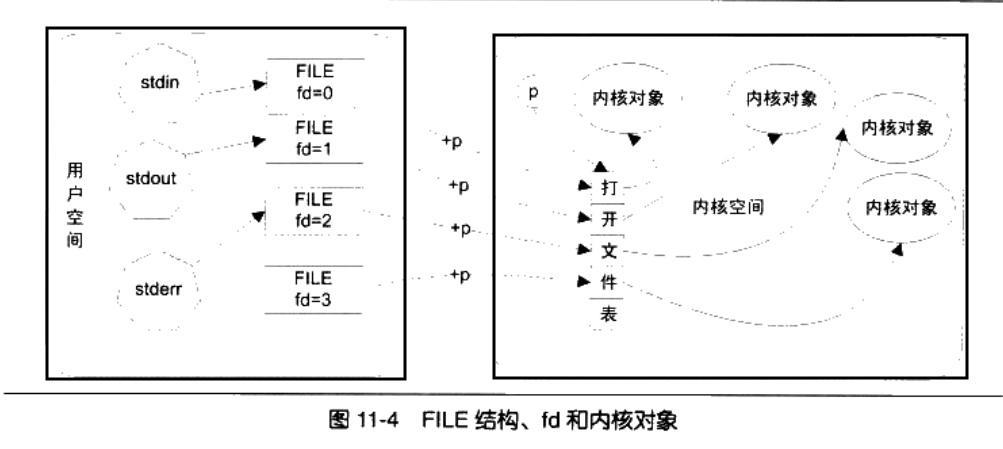 用户空间
stdin
stdout
stderr
FILE
fd=0
FILE
fd=1
FILE
fd=2
FILE
fd=3
+p
+p
+p
+p
p
内核对象
内核对象
内核对象
内核对象
内核空间
打开文件表
图 11-4 FILE 结构、fd 和内核对象